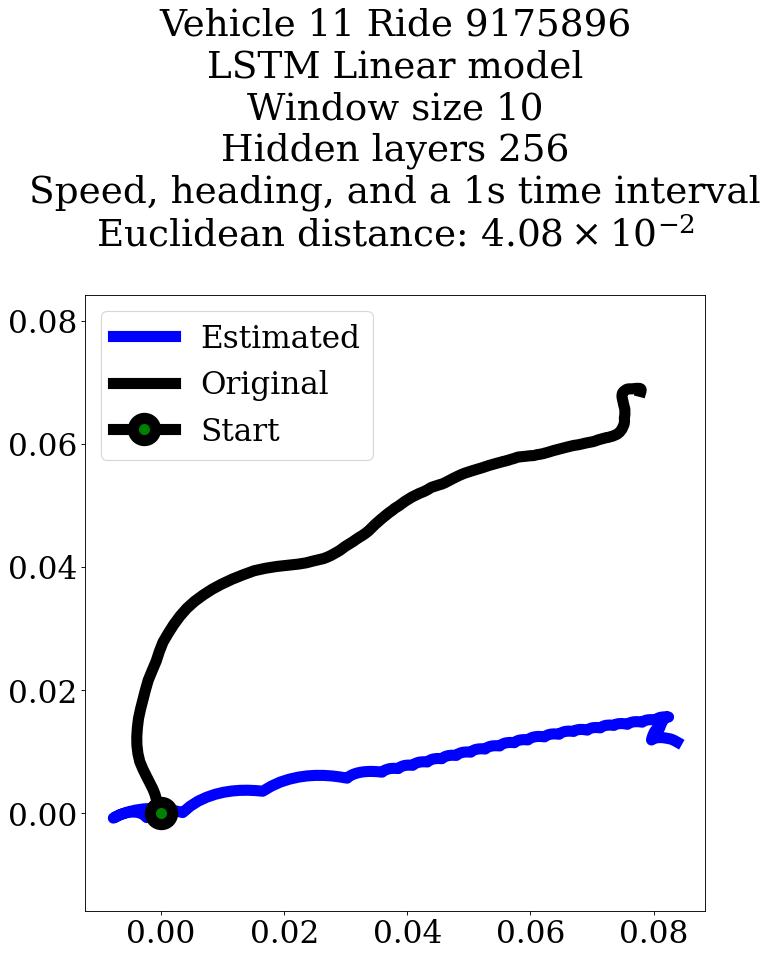 Vehicle 11 Ride 9175896
LSTM Linear model
Window size 10
Hidden layers 256
Speed, heading, and a 1s time interval
Euclidean distance: 4.08 × 10⁻²
0.08
0.06
0.04
0.02
0.00
Estimated
Original
Start
0.00 0.02 0.04 0.06 0.08